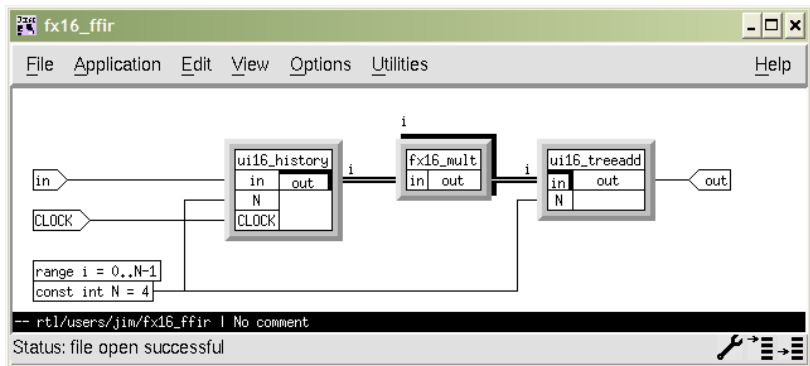 fx16_ffir
File Application Edit View Options Utilities Help
i
ui16_history
in out
N
CLOCK
i
fx16_mult
in out
i
ui16_treeadd
in out
N
in
CLOCK
out
range i = 0..N-1
const int N = 4
-- rtl/users/jim/fx16_ffir | No comment
Status: file open successful